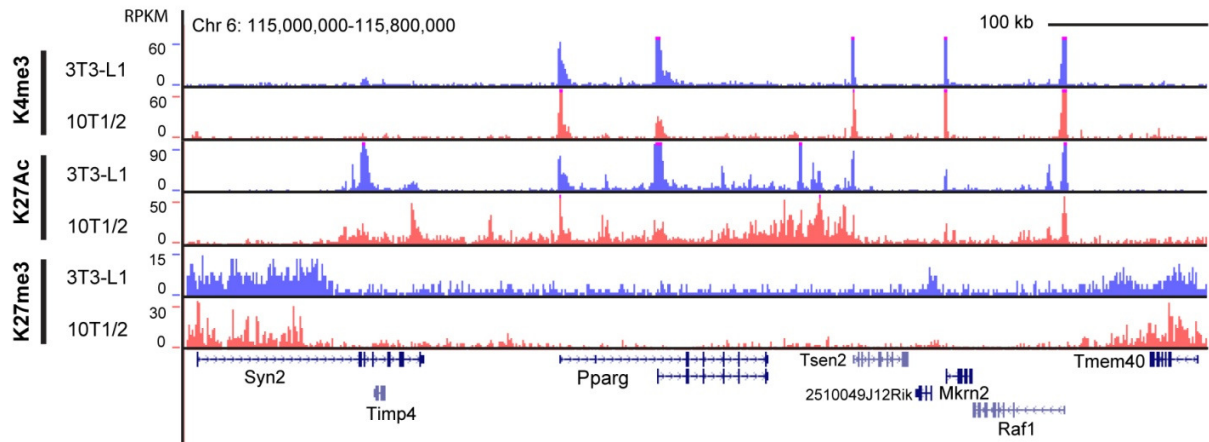 RPKM
Chr 6: 115,000,000-115,800,000
100 kb
K4me3
3T3-L1
60
0
10T1/2
60
0
K27Ac
3T3-L1
90
0
10T1/2
50
0
K27me3
3T3-L1
15
0
10T1/2
30
0
Syn2
Pparg
Tsen2
Tmem40
Timp4
2510049J12Rik
Mkrn2
Raf1